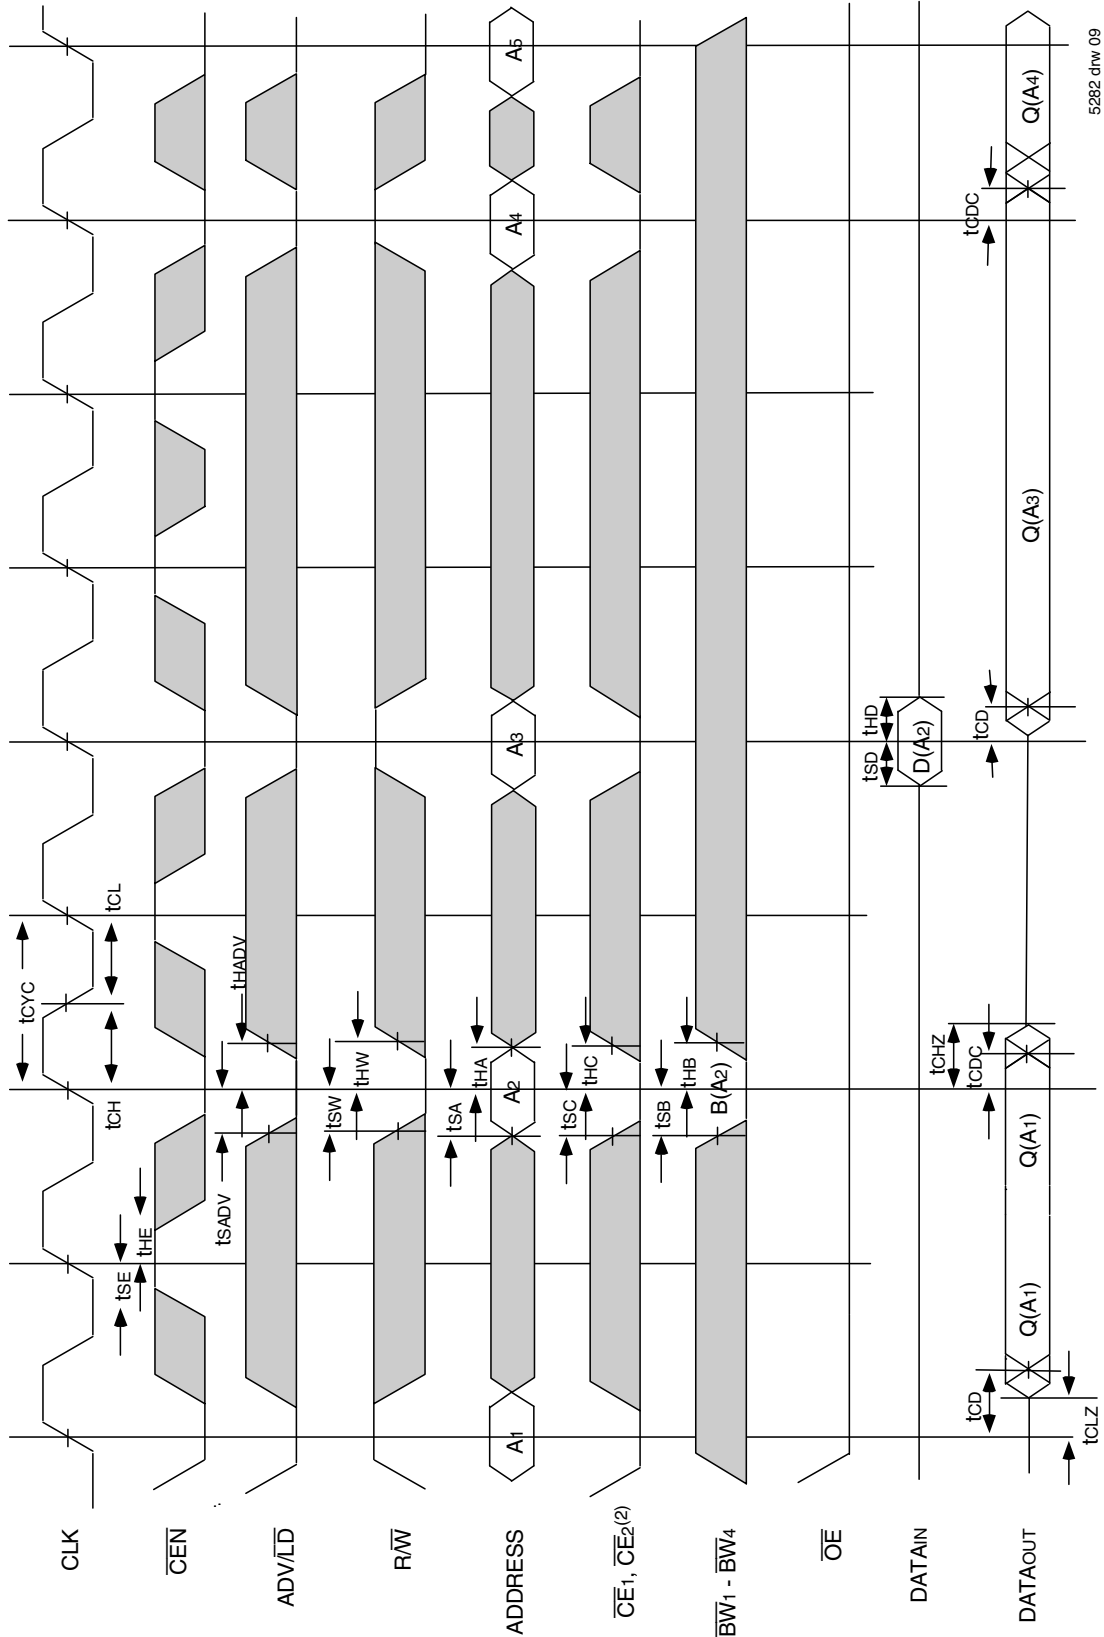 CLK
tCYC
tCH
tCL
tSE
tHE
CEN
tSADV
tHADV
ADV/LD
tSW
tHW
R/W
tSA
tHA
ADDRESS
A1
A2
A3
A4
A5
tSC
tHC
CE1, CE2(2)
tSB
tHB
B(A2)
BW1 - BW4
OE
tSD
tHD
DATAIN
D(A2)
tCD
tCLZ
tCHZ
tCDC
tCD
tCDC
DATAOUT
Q(A1)
Q(A1)
Q(A3)
Q(A4)
5282 drw 09